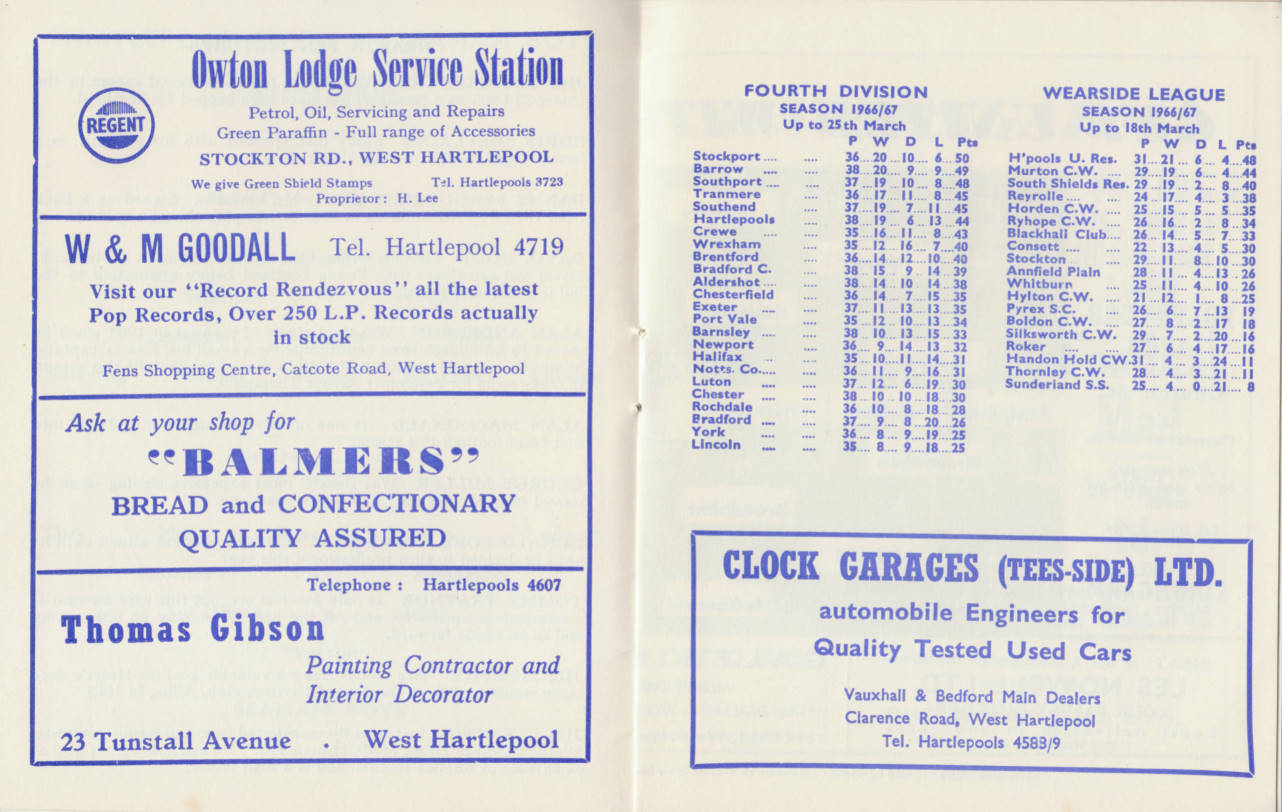 Owton Lodge Service Station
REGENT
Petrol, Oil, Servicing and Repairs
Green Paraffin - Full range of Accessories
STOCKTON RD., WEST HARTLEPOOL
We give Green Shield Stamps Tel. Hartlepools 3723
Proprietor : H. Lee
W & M GOODALL Tel. Hartlepool 4719
Visit our "Record Rendezvous" all the latest
Pop Records, Over 250 L.P. Records actually
in stock
Fens Shopping Centre, Catcote Road, West Hartlepool
Ask at your shop for
"BALMERS"
BREAD and CONFECTIONARY
QUALITY ASSURED
Telephone : Hartlepools 4607
Thomas Gibson
Painting Contractor and
Interior Decorator
23 Tunstall Avenue . West Hartlepool
FOURTH DIVISION
SEASON 1966/67
Up to 25th March
P W D L Pts
Stockport .... .... 36...20...10... 6...50
Barrow .... .... 38...20... 9... 9...49
Southport .... .... 37...19...10... 8...48
Tranmere .... 36...17...11... 8...45
Southend .... 37...19... 7...11...45
Hartlepools .... 38...19... 6...13...44
Crewe .... .... 35...16...11... 8...43
Wrexham .... 35...12...16... 7...40
Brentford .... 36...14...12...10...40
Bradford C. .... 38...15... 9...14...39
Aldershot .... .... 38...14...10...14...38
Chesterfield .... 36...14... 7...15...35
Exeter .... .... 37...11...13...13...35
Port Vale .... 35...12...10...13...34
Barnsley .... 38...10...13...15...33
Newport .... 36... 9...14...13...32
Halifax .... .... 35...10...11...14...31
Notts. Co..... .... 36...11... 9...16...31
Luton .... .... 37...12... 6...19...30
Chester .... .... 38...10...10...18...30
Rochdale .... 36...10... 8...18...28
Bradford .... .... 37... 9... 8...20...26
York .... .... 36... 8... 9...19...25
Lincoln .... .... 35... 8... 9...18...25
WEARSIDE LEAGUE
SEASON 1966/67
Up to 18th March
P W D L Pts
H'pools U. Res. 31...21... 6... 4...48
Murton C.W. .... 29...19... 6... 4...44
South Shields Res. 29...19... 2... 8...40
Reyrolle.... .... 24...17... 4... 3...38
Horden C.W. .... 25...15... 5... 5...35
Ryhope C.W. .... 26...16... 2... 8...34
Blackhall Club.... 26...14... 5... 7...33
Consett .... .... 22...13... 4... 5...30
Stockton .... .... 29...11... 8...10...30
Annfield Plain 28...11... 4...13...26
Whitburn .... 25...11... 4...10...26
Hylton C.W. .... 21...12... 1... 8...25
Pyrex S.C. .... 26... 6... 7...13...19
Boldon C.W. .... 27... 8... 2...17...18
Silksworth C.W. 29... 7... 2...20...16
Roker .... .... 27... 6... 4...17...16
Handon Hold CW.31... 4... 3...24...11
Thornley C.W. 28... 4... 3...21...11
Sunderland S.S. 25... 4... 0...21... 8
CLOCK GARAGES (TEES-SIDE) LTD.
automobile Engineers for
Quality Tested Used Cars
Vauxhall & Bedford Main Dealers
Clarence Road, West Hartlepool
Tel. Hartlepools 4583/9